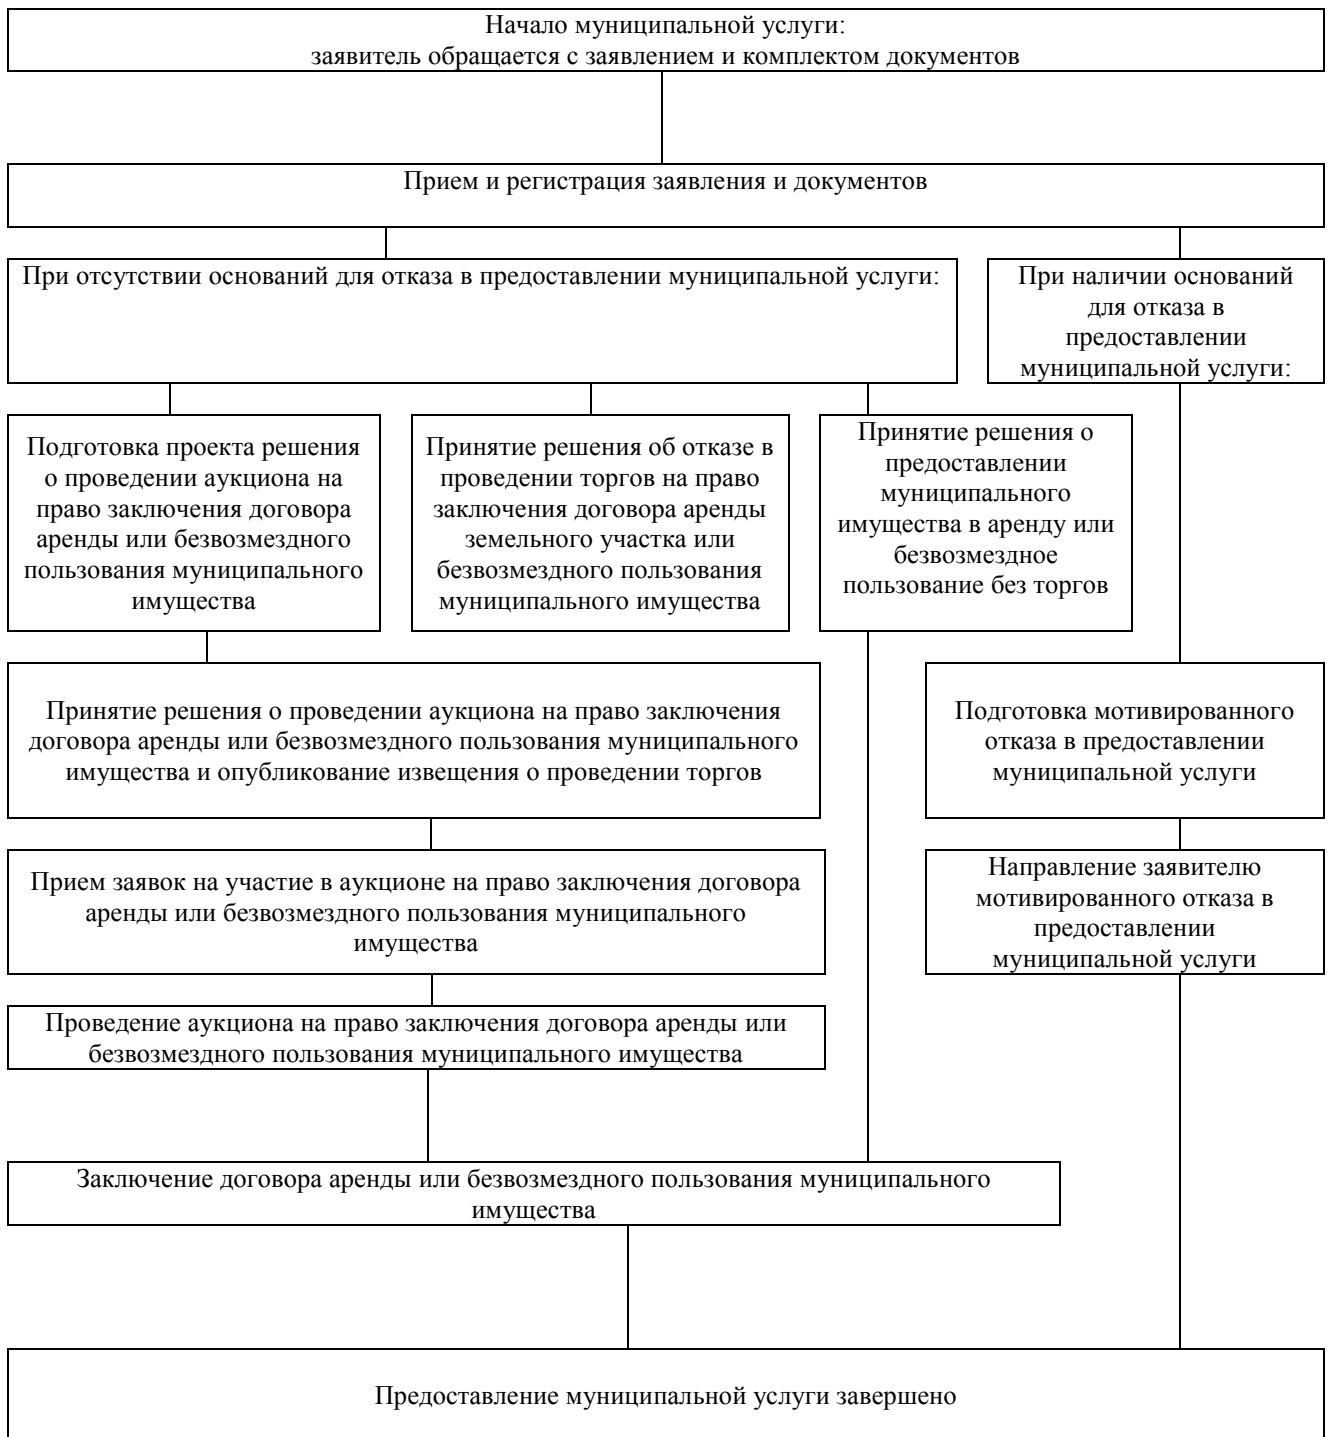 Начало муниципальной услуги:
заявитель обращается с заявлением и комплектом документов
Прием и регистрация заявления и документов
При отсутствии оснований для отказа в предоставлении муниципальной услуги:
При наличии оснований
для отказа в
предоставлении
муниципальной услуги:
Подготовка проекта решения
о проведении аукциона на
право заключения договора
аренды или безвозмездного
пользования муниципального
имущества
Принятие решения об отказе в
проведении торгов на право
заключения договора аренды
земельного участка или
безвозмездного пользования
муниципального имущества
Принятие решения о
предоставлении
муниципального
имущества в аренду или
безвозмездное
пользование без торгов
Принятие решения о проведении аукциона на право заключения
договора аренды или безвозмездного пользования муниципального
имущества и опубликование извещения о проведении торгов
Подготовка мотивированного
отказа в предоставлении
муниципальной услуги
Прием заявок на участие в аукционе на право заключения договора
аренды или безвозмездного пользования муниципального
имущества
Направление заявителю
мотивированного отказа в
предоставлении
муниципальной услуги
Проведение аукциона на право заключения договора аренды или
безвозмездного пользования муниципального имущества
Заключение договора аренды или безвозмездного пользования муниципального
имущества
Предоставление муниципальной услуги завершено